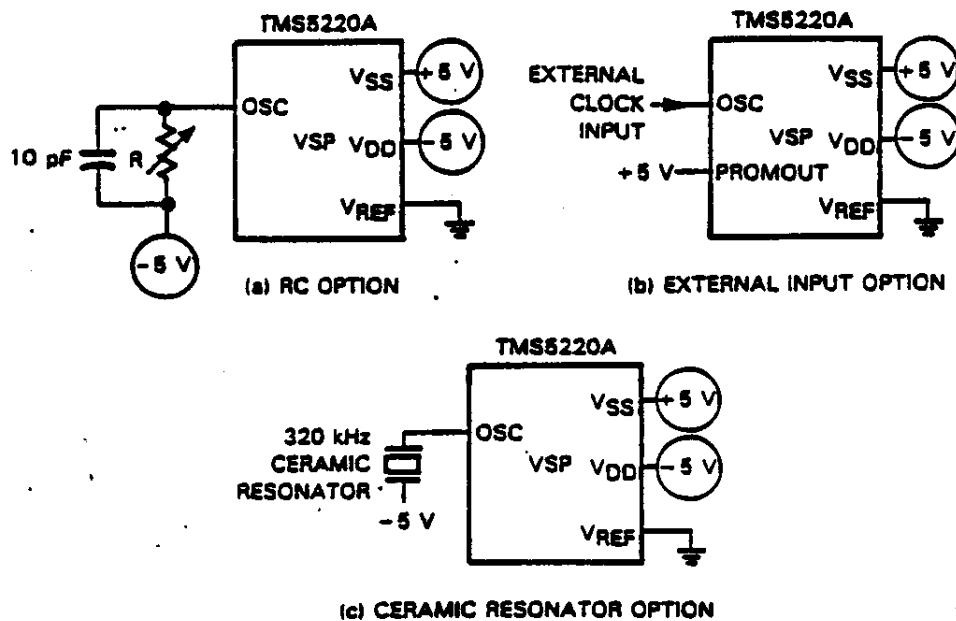 TMS5220A
VSS
+5 V
OSC
VSP
VDD
-5 V
10 pF
R
VREF
-5 V
(a) RC OPTION
TMS5220A
EXTERNAL
CLOCK
INPUT
OSC
VSS
+5 V
VSP
VDD
-5 V
+5 V
PROMOUT
VREF
(b) EXTERNAL INPUT OPTION
TMS5220A
VSS
+5 V
OSC
320 kHz
CERAMIC
RESONATOR
-5 V
VSP
VDD
-5 V
VREF
(c) CERAMIC RESONATOR OPTION